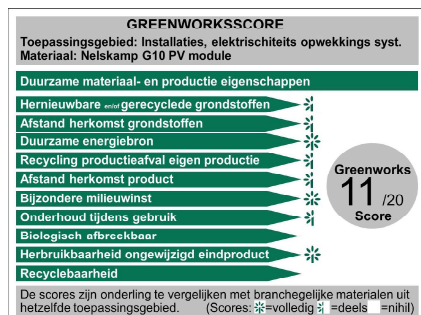 GREENWORKSSCORE
Toepassingsgebied: Installaties, elektrischiteits opwekkings syst.
Materiaal: Nelskamp G10 PV module
Duurzame materiaal- en productie eigenschappen
Hernieuwbare en/of gerecyclede grondstoffen
Afstand herkomst grondstoffen
Duurzame energiebron
Recycling productieafval eigen productie
Afstand herkomst product
Bijzondere milieuwinst
Onderhoud tijdens gebruik
Biologisch afbreekbaar
Herbruikbaarheid ongewijzigd eindproduct
Recyclebaarheid
Greenworks
11 /20
Score
De scores zijn onderling te vergelijken met branchegelijke materialen uit
hetzelfde toepassingsgebied. (Scores: =volledig =deels =nihil)